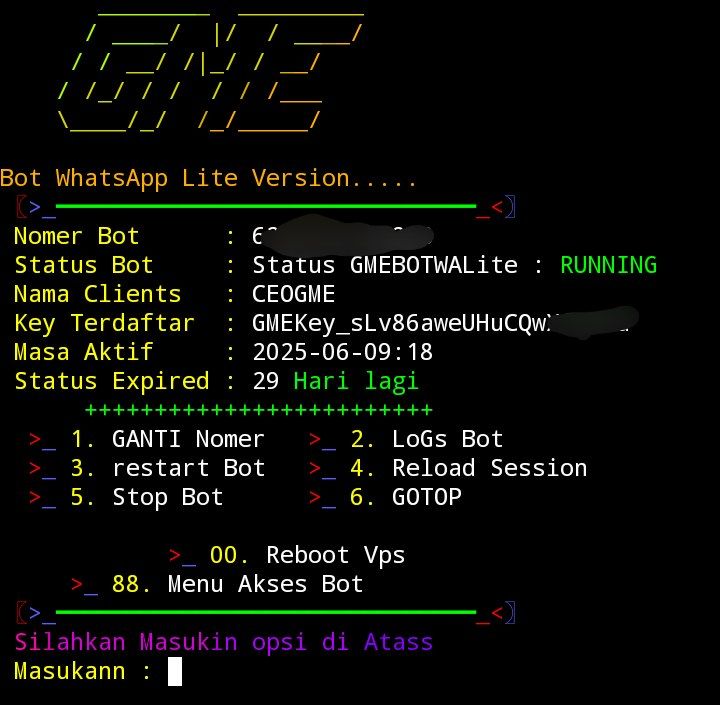 GME
Bot WhatsApp Lite Version.....
〖>_━━━━━━━━━━━━━━━━━━━━━━━━━━━━━━_<〗
Nomer Bot :
Status Bot : Status GMEBOTWALite : RUNNING
Nama Clients : CEOGME
Key Terdaftar : GMEKey_sLv86aweUHuCQw
Masa Aktif : 2025-06-09:18
Status Expired : 29 Hari lagi
+++++++++++++++++++++++++
>_ 1. GANTI Nomer >_ 2. LoGs Bot
>_ 3. restart Bot >_ 4. Reload Session
>_ 5. Stop Bot >_ 6. GOTOP
>_ 00. Reboot Vps
>_ 88. Menu Akses Bot
〖>_━━━━━━━━━━━━━━━━━━━━━━━━━━━━━━_<〗
Silahkan Masukin opsi di Atass
Masukann :